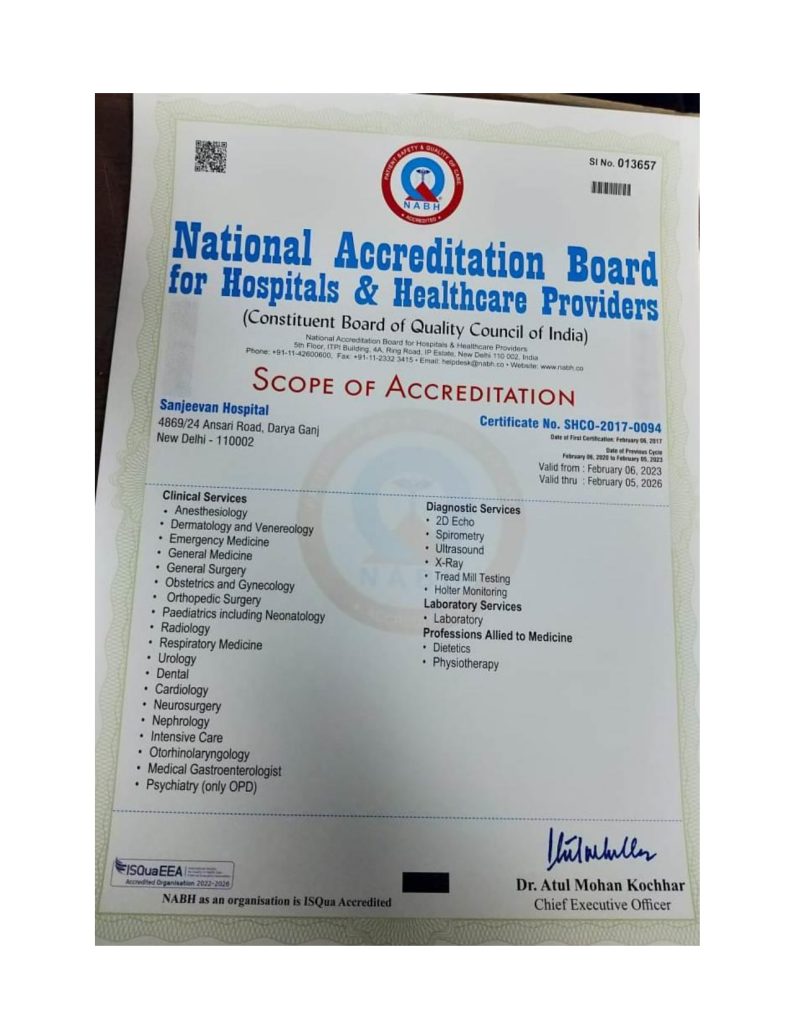 PATIENT SAFETY & QUALITY OF CARE
NABH
ACCREDITED
SI No. 013657
National Accreditation Board
for Hospitals & Healthcare Providers
(Constituent Board of Quality Council of India)
National Accreditation Board for Hospitals & Healthcare Providers
5th Floor, ITPI Building, 4A, Ring Road, IP Estate, New Delhi 110 002, India
Phone: +91-11-42600600, Fax: +91-11-2332 3415 • Email: helpdesk@nabh.co • Website: www.nabh.co
SCOPE OF ACCREDITATION
Sanjeevan Hospital
4869/24 Ansari Road, Darya Ganj
New Delhi - 110002
Certificate No. SHCO-2017-0094
Date of First Certification: February 06, 2017
Date of Previous Cycle
February 06, 2020 to February 05, 2023
Valid from : February 06, 2023
Valid thru : February 05, 2026
Clinical Services
• Anesthesiology
• Dermatology and Venereology
• Emergency Medicine
• General Medicine
• General Surgery
• Obstetrics and Gynecology
• Orthopedic Surgery
• Paediatrics including Neonatology
• Radiology
• Respiratory Medicine
• Urology
• Dental
• Cardiology
• Neurosurgery
• Nephrology
• Intensive Care
• Otorhinolaryngology
• Medical Gastroenterologist
• Psychiatry (only OPD)
Diagnostic Services
• 2D Echo
• Spirometry
• Ultrasound
• X-Ray
• Tread Mill Testing
• Holter Monitoring
Laboratory Services
• Laboratory
Professions Allied to Medicine
• Dietetics
• Physiotherapy
NABH
ISQuaEEA
Accredited Organisation 2022-2026
NABH as an organisation is ISQua Accredited
Dr. Atul Mohan Kochhar
Chief Executive Officer